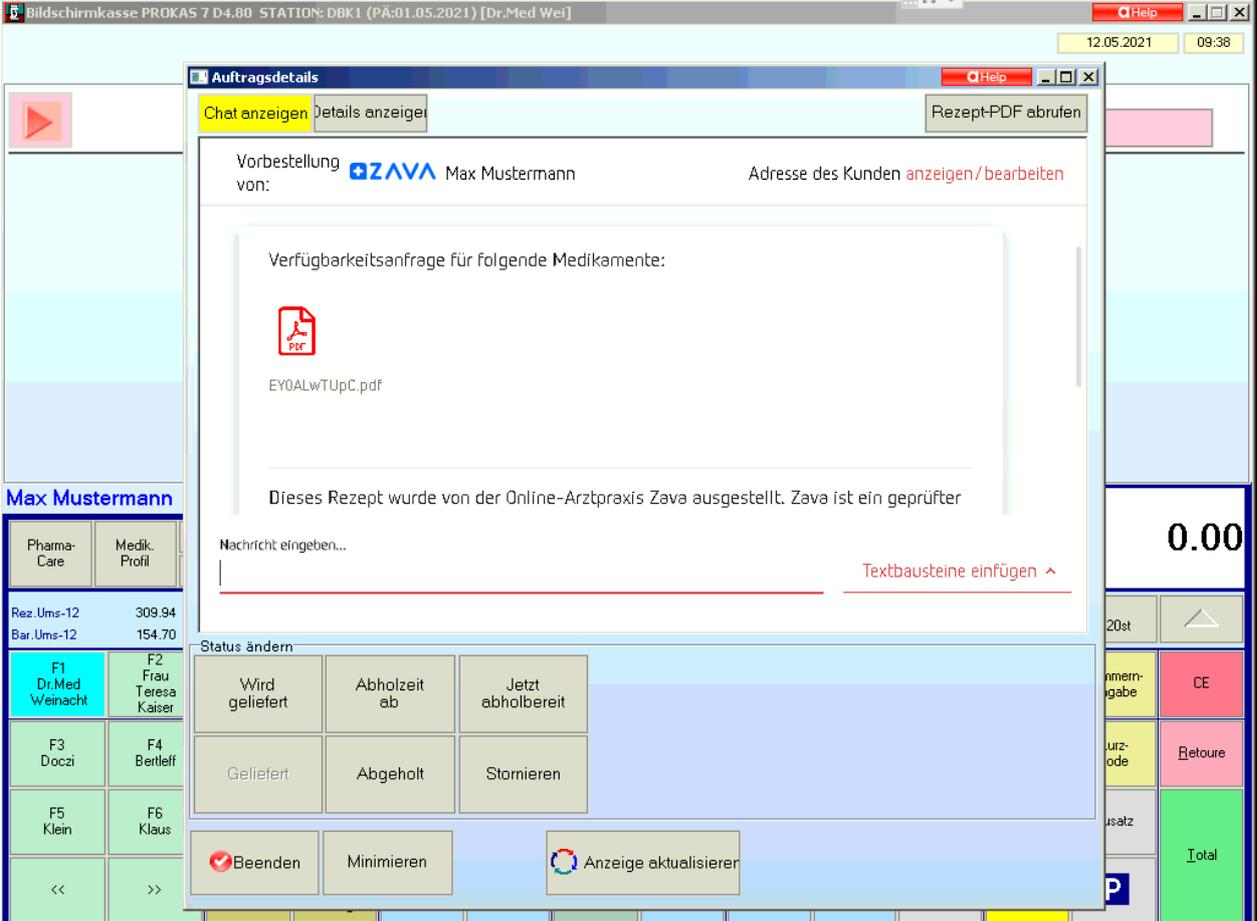 Bildschirmkasse PROKAS 7 D4.80 STATION: DBK1 (PÄ:01.05.2021) [Dr.Med Wei]
Help
12.05.2021
09:38
Auftragsdetails
Help
Chat anzeigen
Details anzeigen
Rezept-PDF abrufen
Vorbestellung
von:
ZAVA
Max Mustermann
Adresse des Kunden anzeigen/bearbeiten
Verfügbarkeitsanfrage für folgende Medikamente:
PDF
EY0ALwTUpC.pdf
Dieses Rezept wurde von der Online-Arztpraxis Zava ausgestellt. Zava ist ein geprüfter
Max Mustermann
0.00
Pharma-
Care
Medik.
Profil
Nachricht eingeben...
Textbausteine einfügen
Rez.Ums-12 309.94
Bar.Ums-12 154.70
20st
Status ändern
Wird
geliefert
Abholzeit
ab
Jetzt
abholbereit
Geliefert
Abgeholt
Stornieren
F1
Dr.Med
Weinacht
F2
Frau
Teresa
Kaiser
F3
Doczi
F4
Bertleff
F5
Klein
F6
Klaus
<<
>>
mmern-
gabe
CE
urz-
ode
Retoure
usatz
Total
P
Beenden
Minimieren
Anzeige aktualisieren